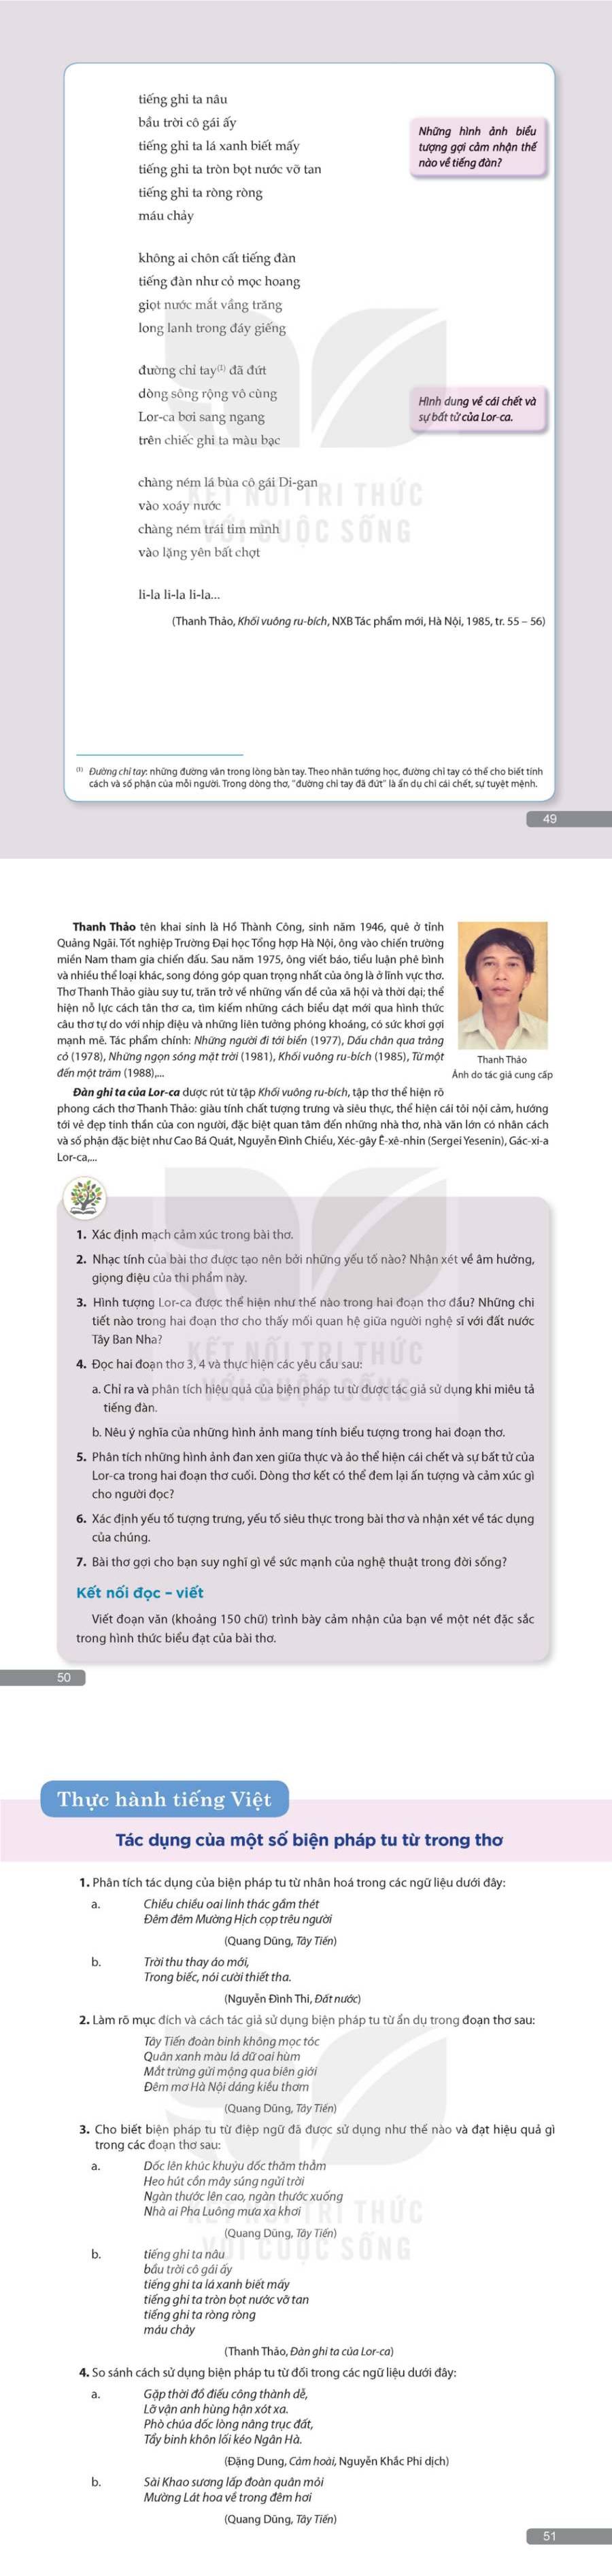 tiếng ghi ta nâu
bầu trời cô gái ấy
tiếng ghi ta lá xanh biết mấy
tiếng ghi ta tròn bọt nước vỡ tan
tiếng ghi ta ròng ròng
máu chảy
Những hình ảnh biểu
tượng gợi cảm nhận thế
nào về tiếng đàn?
không ai chôn cất tiếng đàn
tiếng đàn như cỏ mọc hoang
giọt nước mắt vầng trăng
long lanh trong đáy giếng
đường chỉ tay(1) đã đứt
dòng sông rộng vô cùng
Lor-ca bơi sang ngang
trên chiếc ghi ta màu bạc
Hình dung về cái chết và
sự bất tử của Lor-ca.
chàng ném lá bùa cô gái Di-gan
vào xoáy nước
chàng ném trái tim mình
vào lặng yên bất chợt
li-la li-la li-la...
(Thanh Thảo, Khối vuông ru-bích, NXB Tác phẩm mới, Hà Nội, 1985, tr. 55 – 56)
(1) Đường chỉ tay: những đường vân trong lòng bàn tay. Theo nhân tướng học, đường chỉ tay có thể cho biết tính
cách và số phận của mỗi người. Trong dòng thơ, "đường chỉ tay đã đứt" là ẩn dụ chỉ cái chết, sự tuyệt mệnh.
KẾT NỐI TRI THỨC
VỚI CUỘC SỐNG
49
Thanh Thảo tên khai sinh là Hồ Thành Công, sinh năm 1946, quê ở tỉnh
Quảng Ngãi. Tốt nghiệp Trường Đại học Tổng hợp Hà Nội, ông vào chiến trường
miền Nam tham gia chiến đấu. Sau năm 1975, ông viết báo, tiểu luận phê bình
và nhiều thể loại khác, song đóng góp quan trọng nhất của ông là ở lĩnh vực thơ.
Thơ Thanh Thảo giàu suy tư, trăn trở về những vấn đề của xã hội và thời đại; thể
hiện nỗ lực cách tân thơ ca, tìm kiếm những cách biểu đạt mới qua hình thức
câu thơ tự do với nhịp điệu và những liên tưởng phóng khoáng, có sức khơi gợi
mạnh mẽ. Tác phẩm chính: Những người đi tới biển (1977), Dấu chân qua trảng
cỏ (1978), Những ngọn sóng mặt trời (1981), Khối vuông ru-bích (1985), Từ một
đến một trăm (1988),...
Thanh Thảo
Ảnh do tác giả cung cấp
Đàn ghi ta của Lor-ca được rút từ tập Khối vuông ru-bích, tập thơ thể hiện rõ
phong cách thơ Thanh Thảo: giàu tính chất tượng trưng và siêu thực, thể hiện cái tôi nội cảm, hướng
tới vẻ đẹp tinh thần của con người, đặc biệt quan tâm đến những nhà thơ, nhà văn lớn có nhân cách
và số phận đặc biệt như Cao Bá Quát, Nguyễn Đình Chiểu, Xéc-gây Ê-xê-nhin (Sergei Yesenin), Gác-xi-a
Lor-ca,...
1. Xác định mạch cảm xúc trong bài thơ.
2. Nhạc tính của bài thơ được tạo nên bởi những yếu tố nào? Nhận xét về âm hưởng,
giọng điệu của thi phẩm này.
3. Hình tượng Lor-ca được thể hiện như thế nào trong hai đoạn thơ đầu? Những chi
tiết nào trong hai đoạn thơ cho thấy mối quan hệ giữa người nghệ sĩ với đất nước
Tây Ban Nha?
4. Đọc hai đoạn thơ 3, 4 và thực hiện các yêu cầu sau:
a. Chỉ ra và phân tích hiệu quả của biện pháp tu từ được tác giả sử dụng khi miêu tả
tiếng đàn.
b. Nêu ý nghĩa của những hình ảnh mang tính biểu tượng trong hai đoạn thơ.
5. Phân tích những hình ảnh đan xen giữa thực và ảo thể hiện cái chết và sự bất tử của
Lor-ca trong hai đoạn thơ cuối. Dòng thơ kết có thể đem lại ấn tượng và cảm xúc gì
cho người đọc?
6. Xác định yếu tố tượng trưng, yếu tố siêu thực trong bài thơ và nhận xét về tác dụng
của chúng.
7. Bài thơ gợi cho bạn suy nghĩ gì về sức mạnh của nghệ thuật trong đời sống?
Kết nối đọc – viết
Viết đoạn văn (khoảng 150 chữ) trình bày cảm nhận của bạn về một nét đặc sắc
trong hình thức biểu đạt của bài thơ.
KẾT NỐI TRI THỨC
VỚI CUỘC SỐNG
50
Thực hành tiếng Việt
Tác dụng của một số biện pháp tu từ trong thơ
1. Phân tích tác dụng của biện pháp tu từ nhân hoá trong các ngữ liệu dưới đây:
a. Chiều chiều oai linh thác gầm thét
Đêm đêm Mường Hịch cọp trêu người
(Quang Dũng, Tây Tiến)
b. Trời thu thay áo mới,
Trong biếc, nói cười thiết tha.
(Nguyễn Đình Thi, Đất nước)
2. Làm rõ mục đích và cách tác giả sử dụng biện pháp tu từ ẩn dụ trong đoạn thơ sau:
Tây Tiến đoàn binh không mọc tóc
Quân xanh màu lá dữ oai hùm
Mắt trừng gửi mộng qua biên giới
Đêm mơ Hà Nội dáng kiều thơm
(Quang Dũng, Tây Tiến)
3. Cho biết biện pháp tu từ điệp ngữ đã được sử dụng như thế nào và đạt hiệu quả gì
trong các đoạn thơ sau:
a. Dốc lên khúc khuỷu dốc thăm thẳm
Heo hút cồn mây súng ngửi trời
Ngàn thước lên cao, ngàn thước xuống
Nhà ai Pha Luông mưa xa khơi
(Quang Dũng, Tây Tiến)
b. tiếng ghi ta nâu
bầu trời cô gái ấy
tiếng ghi ta lá xanh biết mấy
tiếng ghi ta tròn bọt nước vỡ tan
tiếng ghi ta ròng ròng
máu chảy
(Thanh Thảo, Đàn ghi ta của Lor-ca)
4. So sánh cách sử dụng biện pháp tu từ đối trong các ngữ liệu dưới đây:
a. Gặp thời đồ điếu công thành dễ,
Lỡ vận anh hùng hận xót xa.
Phò chúa dốc lòng nâng trục đất,
Tẩy binh khôn lối kéo Ngân Hà.
(Đặng Dung, Cảm hoài, Nguyễn Khắc Phi dịch)
b. Sài Khao sương lấp đoàn quân mỏi
Mường Lát hoa về trong đêm hơi
(Quang Dũng, Tây Tiến)
KẾT NỐI TRI THỨC
VỚI CUỘC SỐNG
51